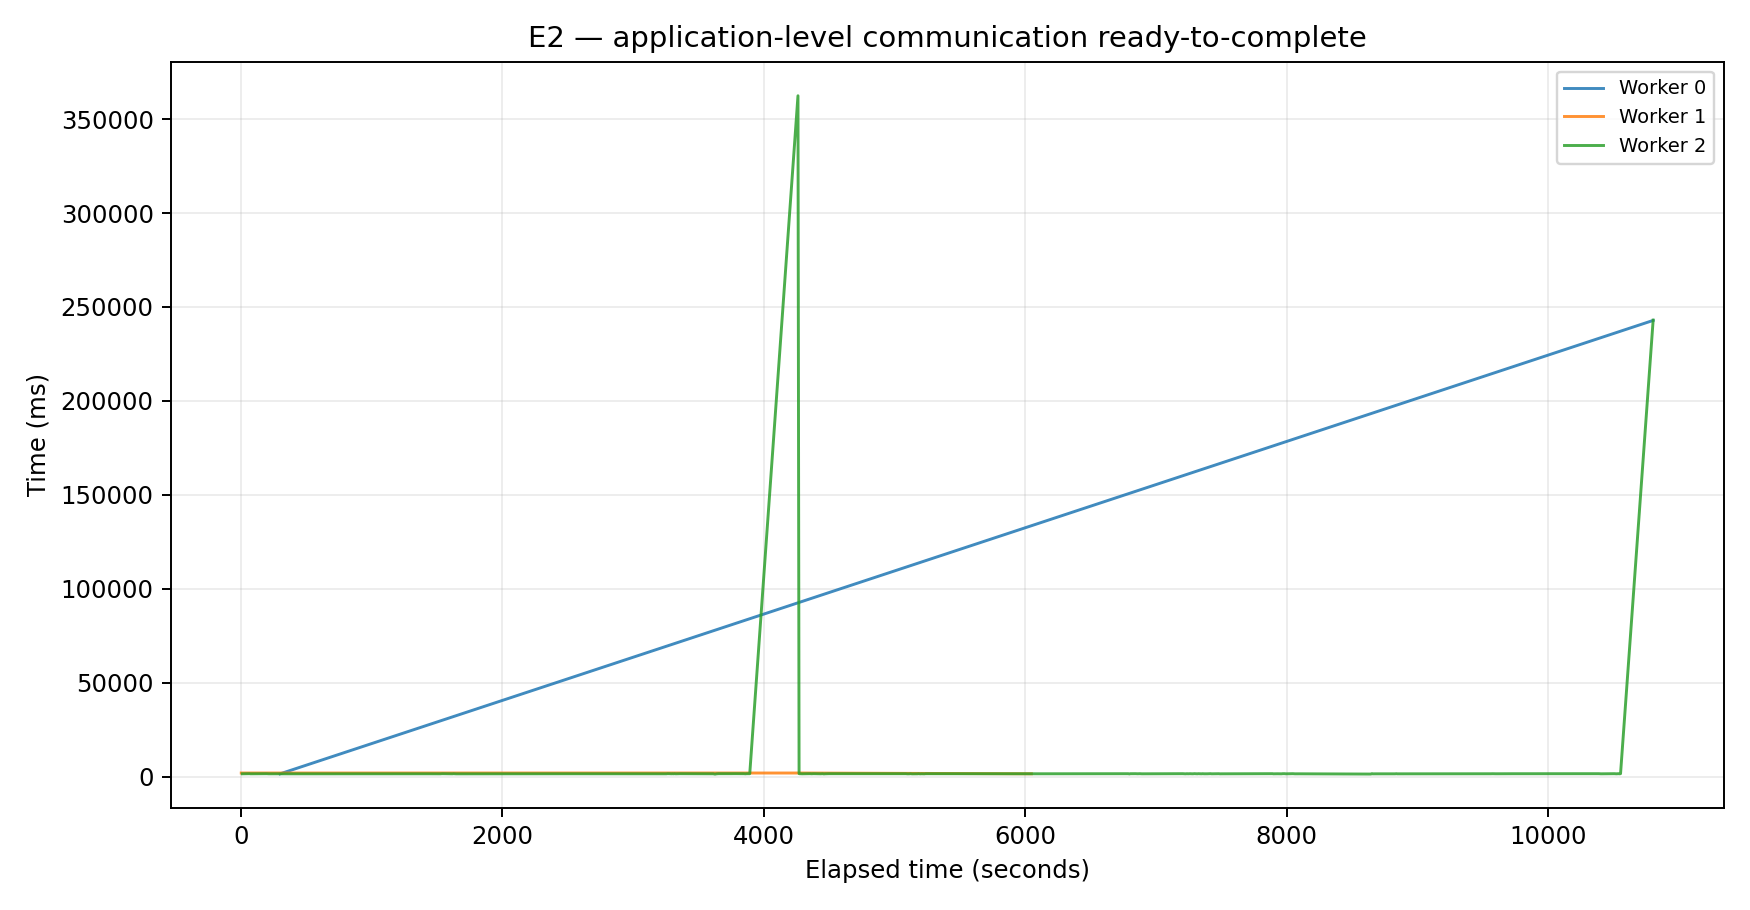 E2 — application-level communication ready-to-complete
Worker 0
Worker 1
Worker 2
350000
300000
250000
200000
150000
100000
50000
0
Time (ms)
0 2000 4000 6000 8000 10000
Elapsed time (seconds)